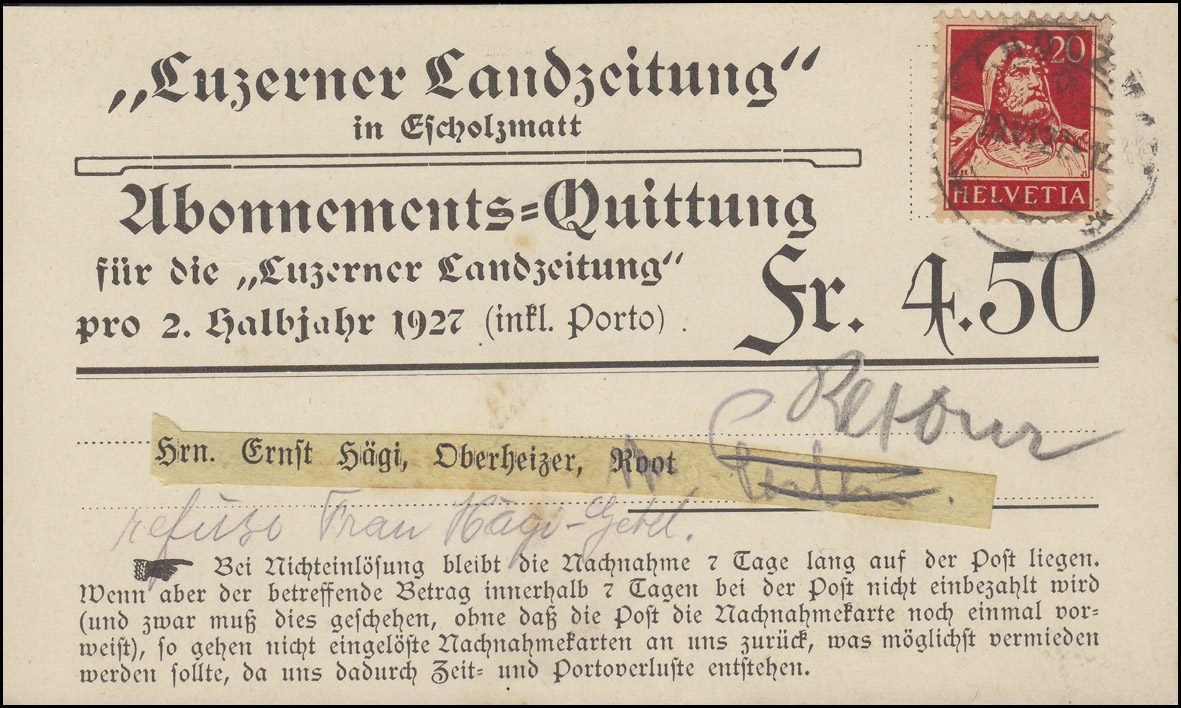 „Luzerner Landzeitung“
in Escholzmatt
20
HELVETIA
Abonnements-Quittung
für die „Luzerner Landzeitung“
pro 2. Halbjahr 1927 (inkl. Porto).
Fr. 4.50
Retour
Hrn. Ernst Hägi, Oberheizer, Root
refuse Frau Hägi-
Bei Nichteinlösung bleibt die Nachnahme 7 Tage lang auf der Post liegen.
Wenn aber der betreffende Betrag innerhalb 7 Tagen bei der Post nicht einbezahlt wird
(und zwar muß dies geschehen, ohne daß die Post die Nachnahmekarte noch einmal vor-
weist), so gehen nicht eingelöste Nachnahmekarten an uns zurück, was möglichst vermieden
werden sollte, da uns dadurch Zeit- und Portoverluste entstehen.